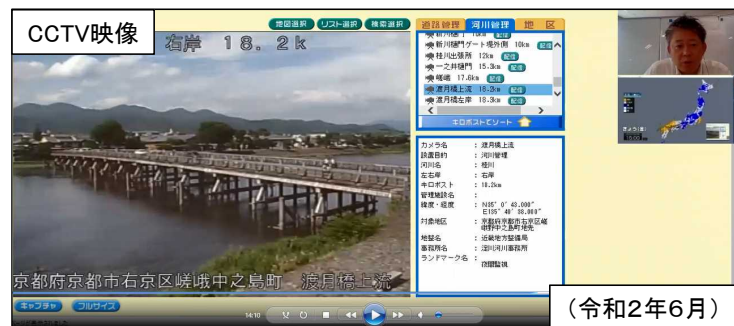 CCTV映像
地図選択
リスト選択
検索選択
道路管理
河川管理
地 区
右岸 18.2k
新川樋門ゲート堤外側 10km 配信
桂川出張所 12km 配信
一之井樋門 15.3km 配信
嵯峨 17.6km 配信
渡月橋上流 18.2km 配信
渡月橋左岸 18.3km 配信
キロポストでソート
カメラ名 : 渡月橋上流
設置目的 : 河川管理
河川名 : 桂川
左右岸 : 右岸
キロポスト : 18.2km
管理施設名 :
緯度・経度 : N35° 0' 43.000"
E135° 40' 38.000"
対象地区 : 京都府京都市右京区嵯
峨野中之島町地先
地整名 : 近畿地方整備局
事務所名 : 淀川河川事務所
ランドマーク名 :
夜間監視
京都府京都市右京区嵯峨中之島町 渡月橋上流
キャプチャ
フルサイズ
14:10
(令和2年6月)